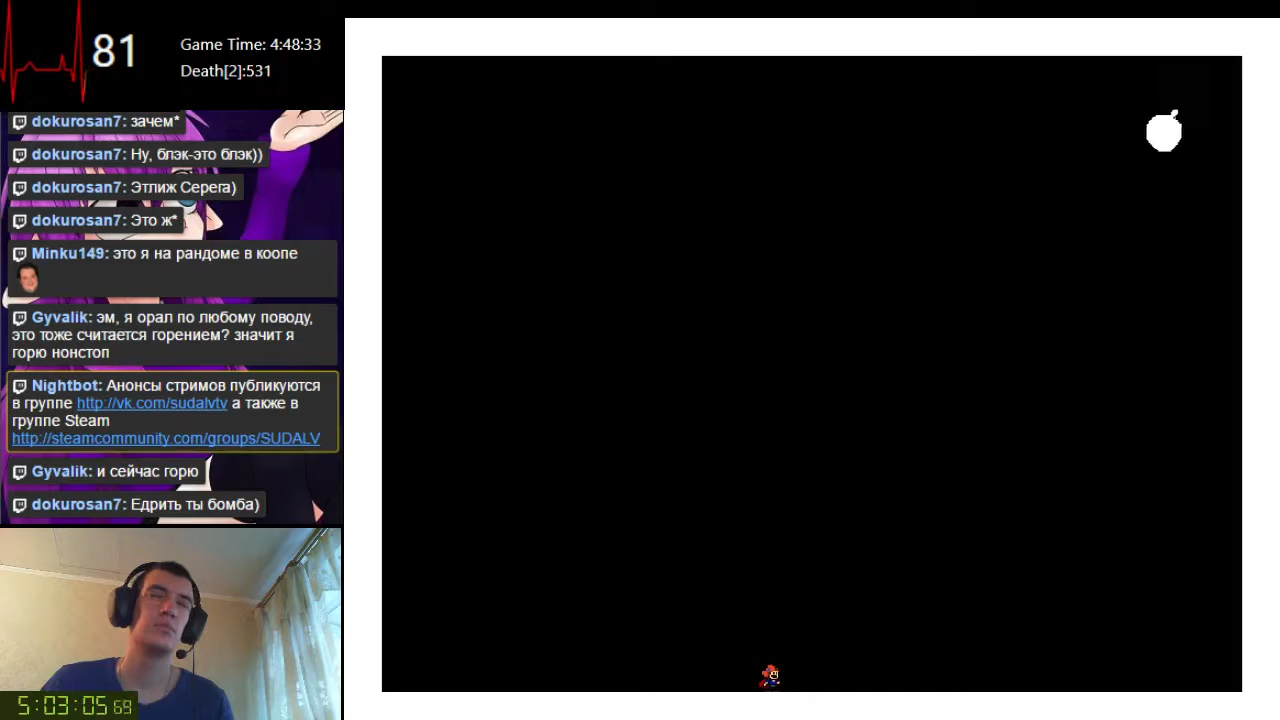 81
Game Time: 4:48:33
Death[2]:531
dokurosan7: зачем*
dokurosan7: Ну, блэк-это блэк))
dokurosan7: Этлиж Серега)
dokurosan7: Это ж*
Minku149: это я на рандоме в коопе
Gyvalik: эм, я орал по любому поводу,
это тоже считается горением? значит я
горю нонстоп
Nightbot: Анонсы стримов публикуются
в группе http://vk.com/sudalvtv а также в
группе Steam
http://steamcommunity.com/groups/SUDALV
Gyvalik: и сейчас горю
dokurosan7: Едрить ты бомба)
5:03:05 69